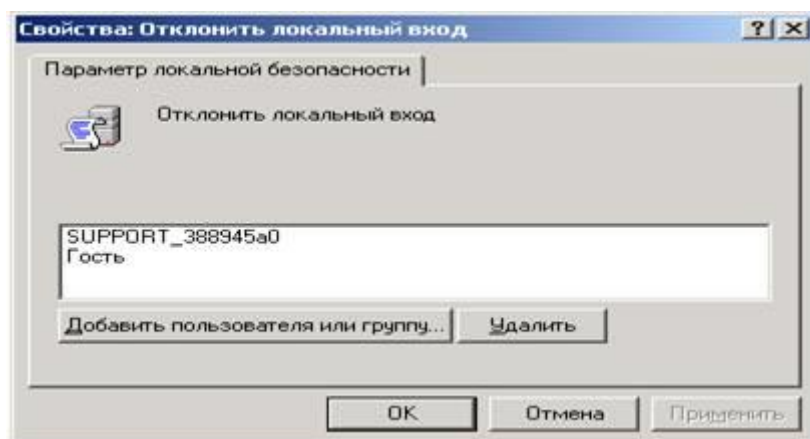 Свойства: Отклонить локальный вход
Параметр локальной безопасности
Отклонить локальный вход
SUPPORT_388945a0
Гость
Добавить пользователя или группу... Удалить
OK Отмена Применить